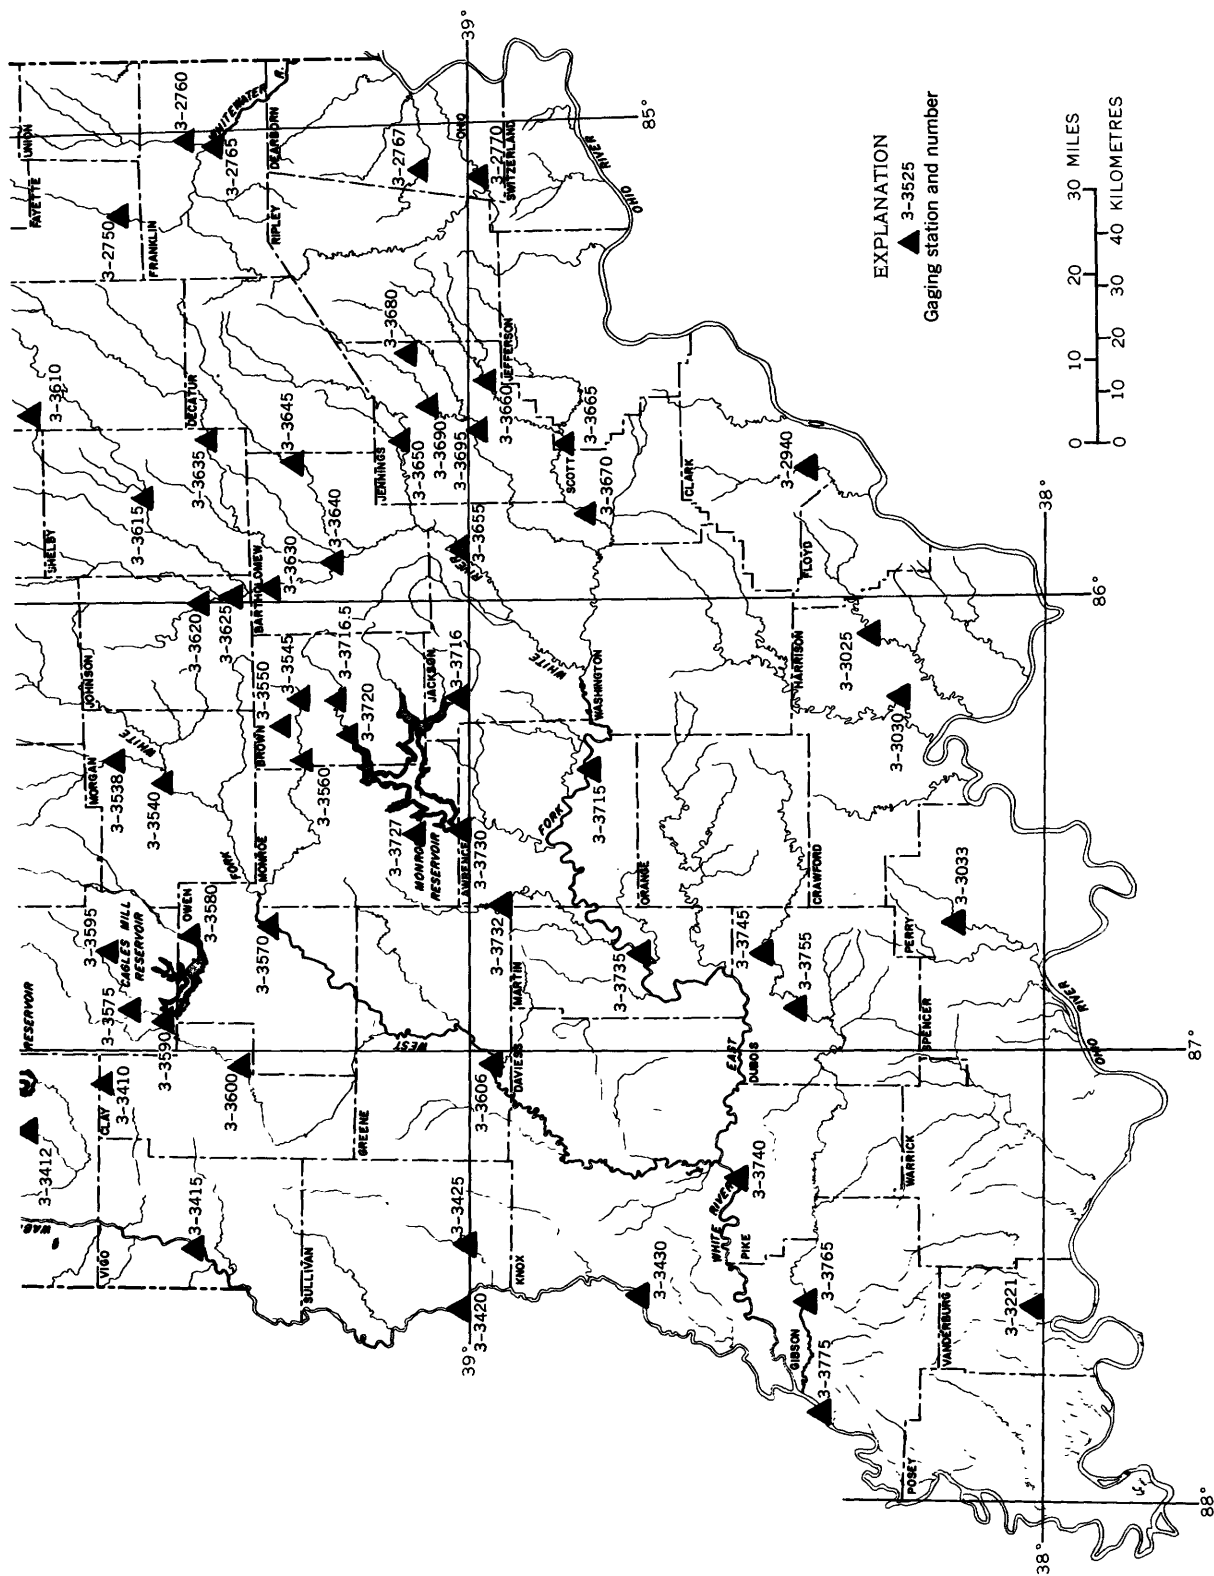 39°
UNION
3-2760
FAYETTE
WHITEWATER
R.
3-2765
3-2750
FRANKLIN
DEARBORN
RIPLEY
3-2767
OHIO
3-2770
SWITZERLAND
85°
OHIO
RIVER
3-3610
DECATUR
3-3635
3-3645
3-3680
JEFFERSON
3-3660
3-3665
3-3650
3-3690
3-3695
JENNINGS
SCOTT
3-3670
CLARK
3-2940
38°
SHELBY
3-3615
3-3640
3-3630
3-3655
RIVER
BARTHOLOMEW
3-3620
3-3625
FLOYD
86°
JOHNSON
3-3550
3-3545
3-3716.5
3-3720
3-3716
JACKSON
WHITE
WASHINGTON
HARRISON
3-3025
3-3030
MORGAN
WHITE
3-3538
3-3540
BROWN
3-3560
3-3715
FORK
MONROE
FORK
3-3727
MONROE
RESERVOIR
LAWRENCE
3-3730
ORANGE
CRAWFORD
3-3033
3-3595
CAGLES MILL
RESERVOIR
OWEN
3-3580
3-3570
3-3732
MARTIN
3-3735
3-3745
3-3755
PERRY
RESERVOIR
3-3575
3-3590
3-3600
WEST
3-3606
DAVIESS
EAST
DUBOIS
SPENCER
OHIO
RIVER
87°
3-3412
CLAY
3-3410
GREENE
3-3740
WARRICK
WAB.
3-3415
VIGO
SULLIVAN
3-3425
KNOX
3-3420
39°
3-3430
WHITE RIVER
PIKE
3-3765
GIBSON
3-3775
VANDERBURG
3-3221
POSEY
38°
88°
EXPLANATION
3-3525
Gaging station and number
0 10 20 30 MILES
0 10 20 30 40 KILOMETRES